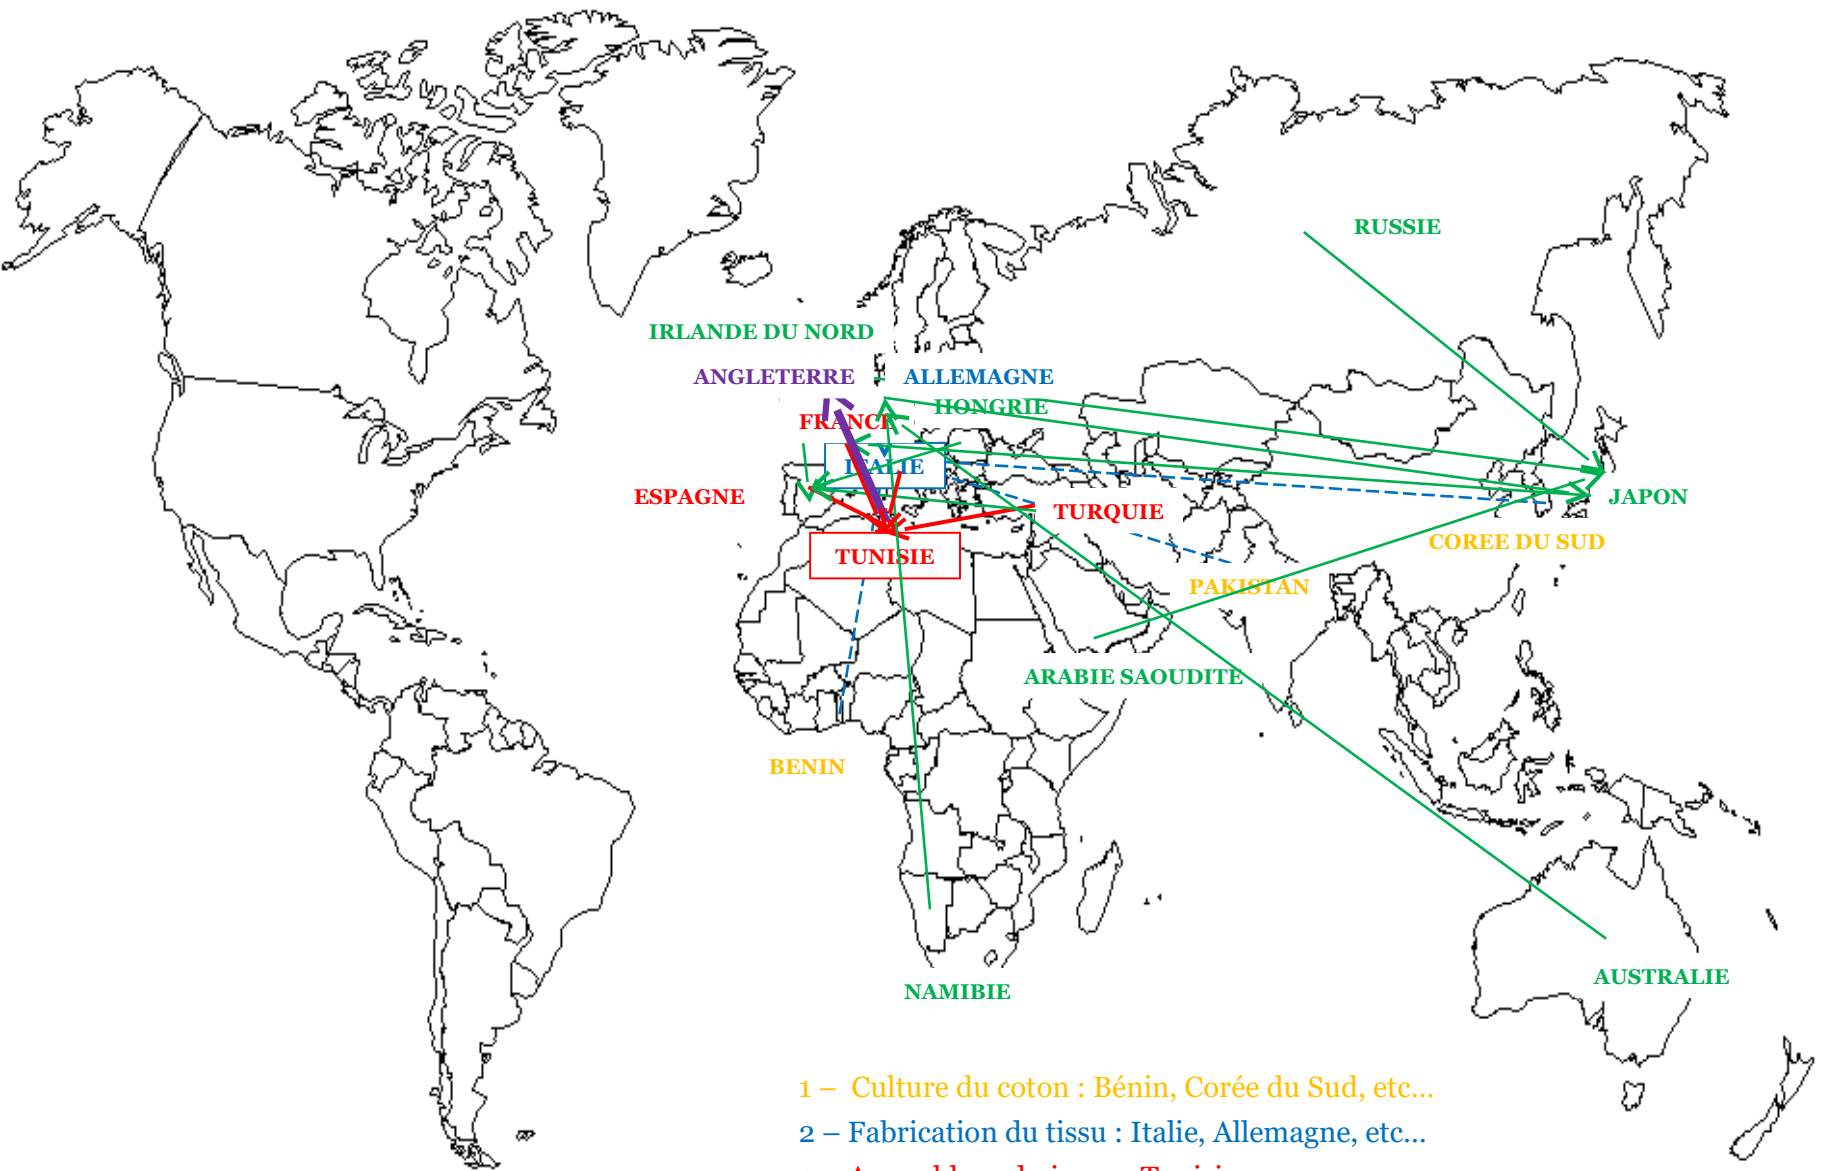 RUSSIE
IRLANDE DU NORD
ANGLETERRE
ALLEMAGNE
HONGRIE
FRANCE
ITALIE
ESPAGNE
JAPON
TURQUIE
COREE DU SUD
TUNISIE
PAKISTAN
ARABIE SAOUDITE
BENIN
AUSTRALIE
NAMIBIE
1 – Culture du coton : Bénin, Corée du Sud, etc...
2 – Fabrication du tissu : Italie, Allemagne, etc...